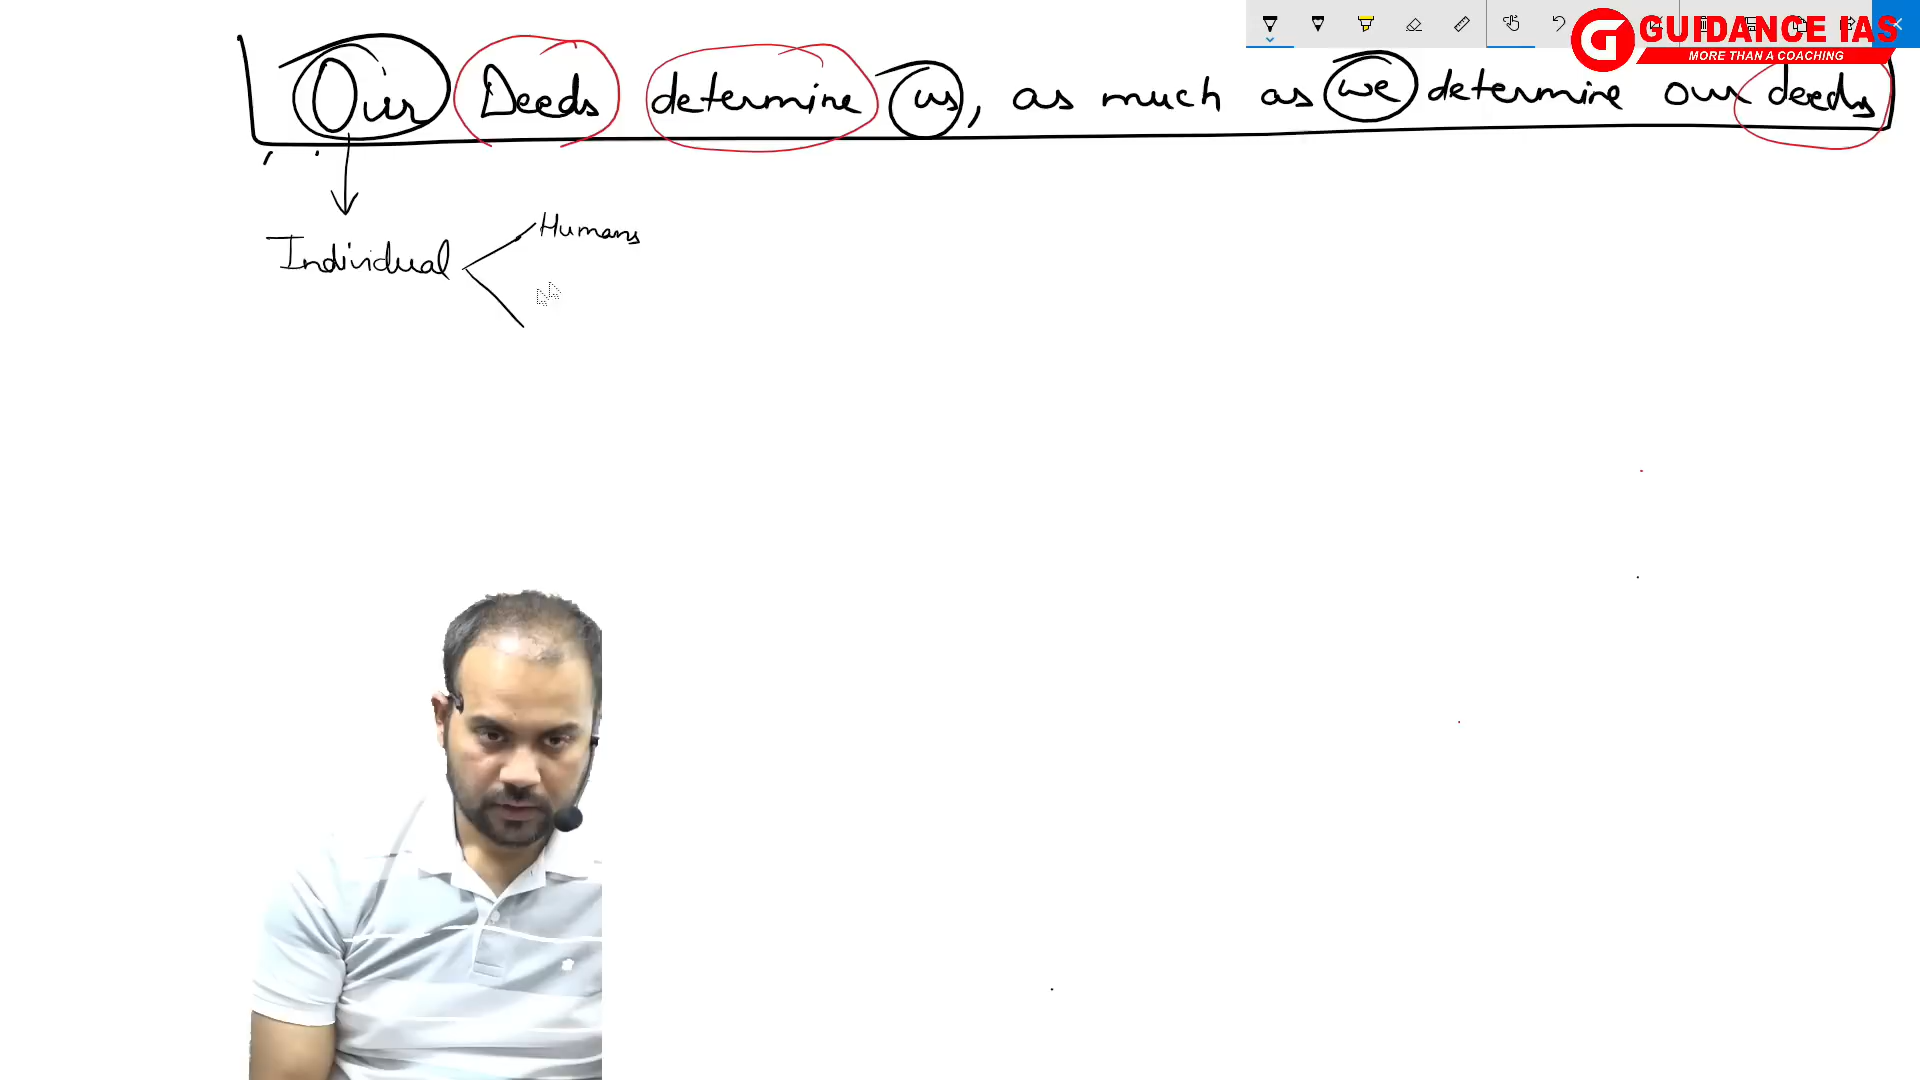 GUIDANCE IAS
MORE THAN A COACHING
Our Deeds determine us, as much as we determine our deeds
Humans
Individual